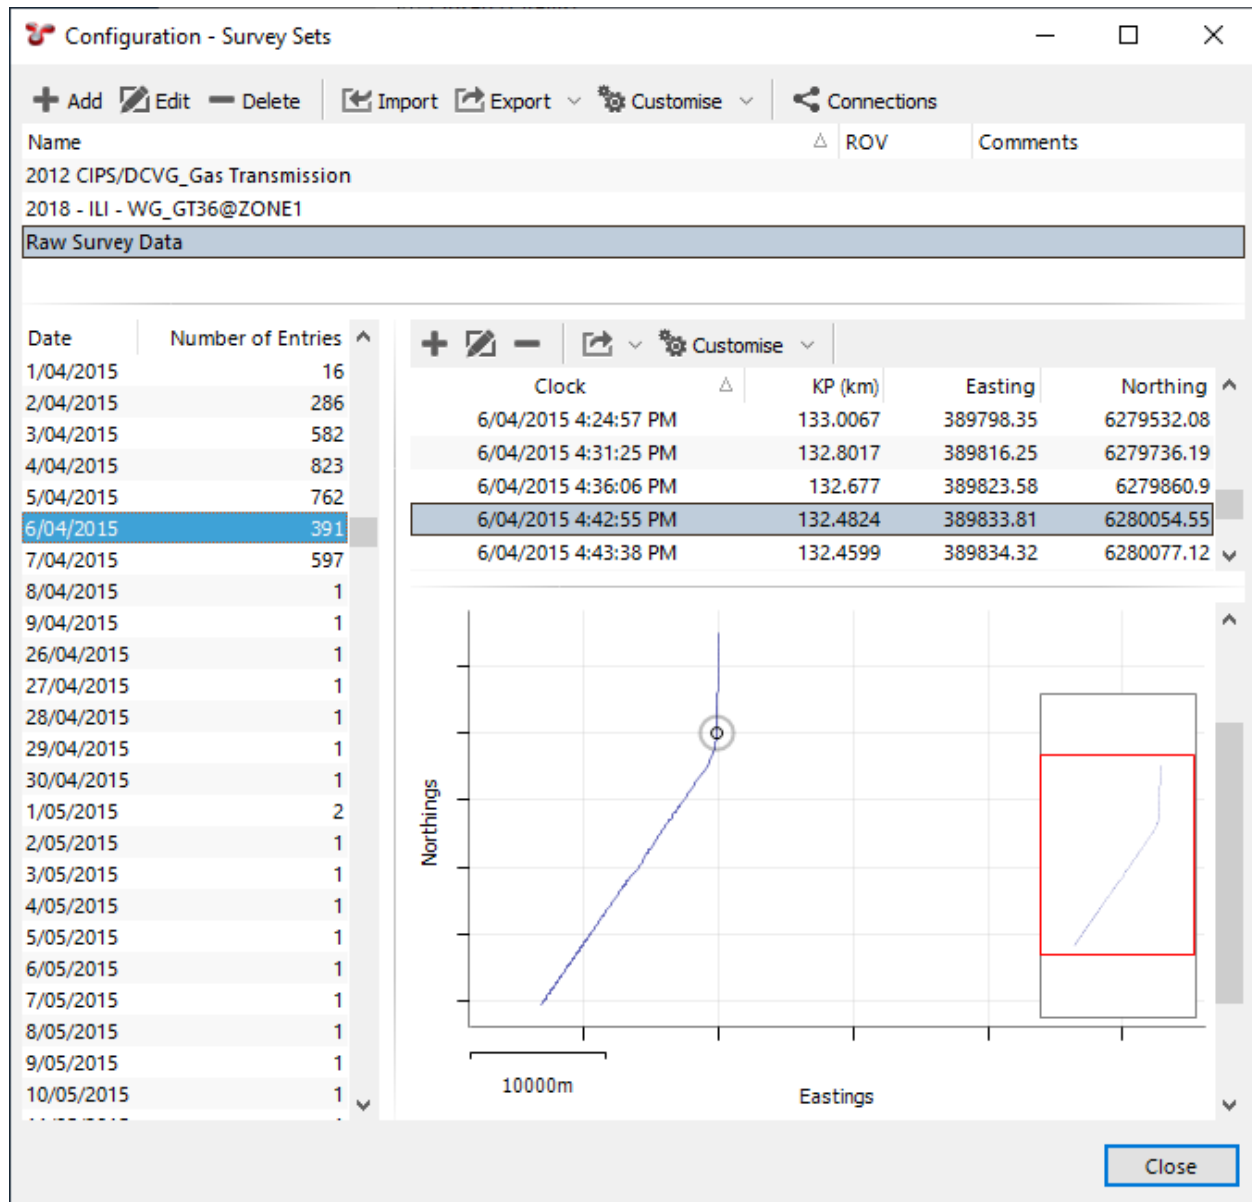 Configuration - Survey Sets
Add Edit Delete Import Export Customise Connections
Name ROV Comments
2012 CIPS/DCVG_Gas Transmission
2018 - ILI - WG_GT36@ZONE1
Raw Survey Data
Date Number of Entries
1/04/2015 16
2/04/2015 286
3/04/2015 582
4/04/2015 823
5/04/2015 762
6/04/2015 391
7/04/2015 597
8/04/2015 1
9/04/2015 1
26/04/2015 1
27/04/2015 1
28/04/2015 1
29/04/2015 1
30/04/2015 1
1/05/2015 2
2/05/2015 1
3/05/2015 1
4/05/2015 1
5/05/2015 1
6/05/2015 1
7/05/2015 1
8/05/2015 1
9/05/2015 1
10/05/2015 1
Customise
Clock KP (km) Easting Northing
6/04/2015 4:24:57 PM 133.0067 389798.35 6279532.08
6/04/2015 4:31:25 PM 132.8017 389816.25 6279736.19
6/04/2015 4:36:06 PM 132.677 389823.58 6279860.9
6/04/2015 4:42:55 PM 132.4824 389833.81 6280054.55
6/04/2015 4:43:38 PM 132.4599 389834.32 6280077.12
Northings
10000m
Eastings
Close